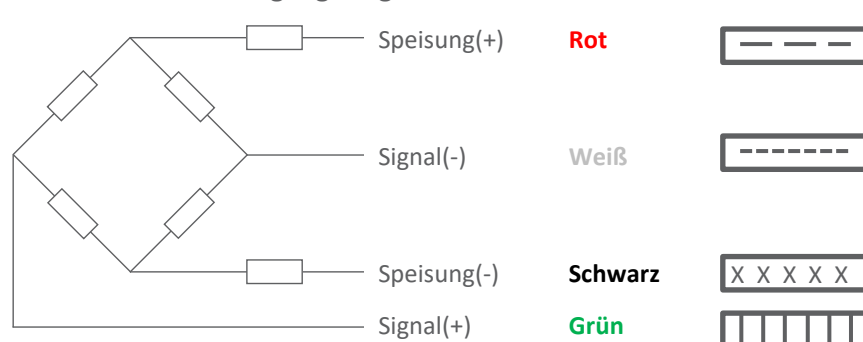 Speisung(+) Rot
Signal(-) Weiß
Speisung(-) Schwarz X X X X X
Signal(+) Grün